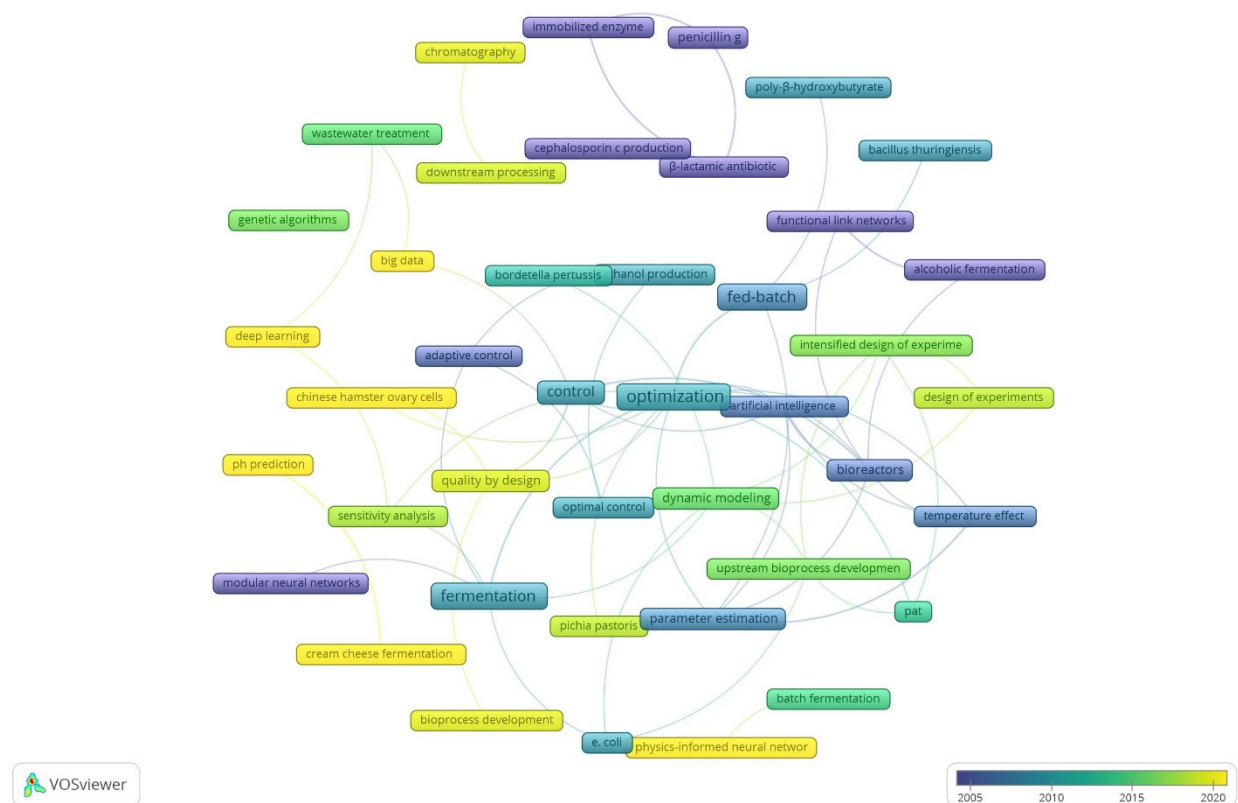 immobilized enzyme
penicillin g
chromatography
poly-β-hydroxybutyrate
wastewater treatment
cephalosporin c production
bacillus thuringiensis
β-lactamic antibiotic
downstream processing
genetic algorithms
functional link networks
big data
alcoholic fermentation
bordetella pertussis
thanol production
fed-batch
deep learning
intensified design of experime
adaptive control
control
optimization
chinese hamster ovary cells
artificial intelligence
design of experiments
ph prediction
bioreactors
quality by design
dynamic modeling
sensitivity analysis
optimal control
temperature effect
upstream bioprocess developmen
modular neural networks
fermentation
pat
pichia pastoris
parameter estimation
cream cheese fermentation
batch fermentation
bioprocess development
e. coli
physics-informed neural networ
VOSviewer
2005 2010 2015 2020